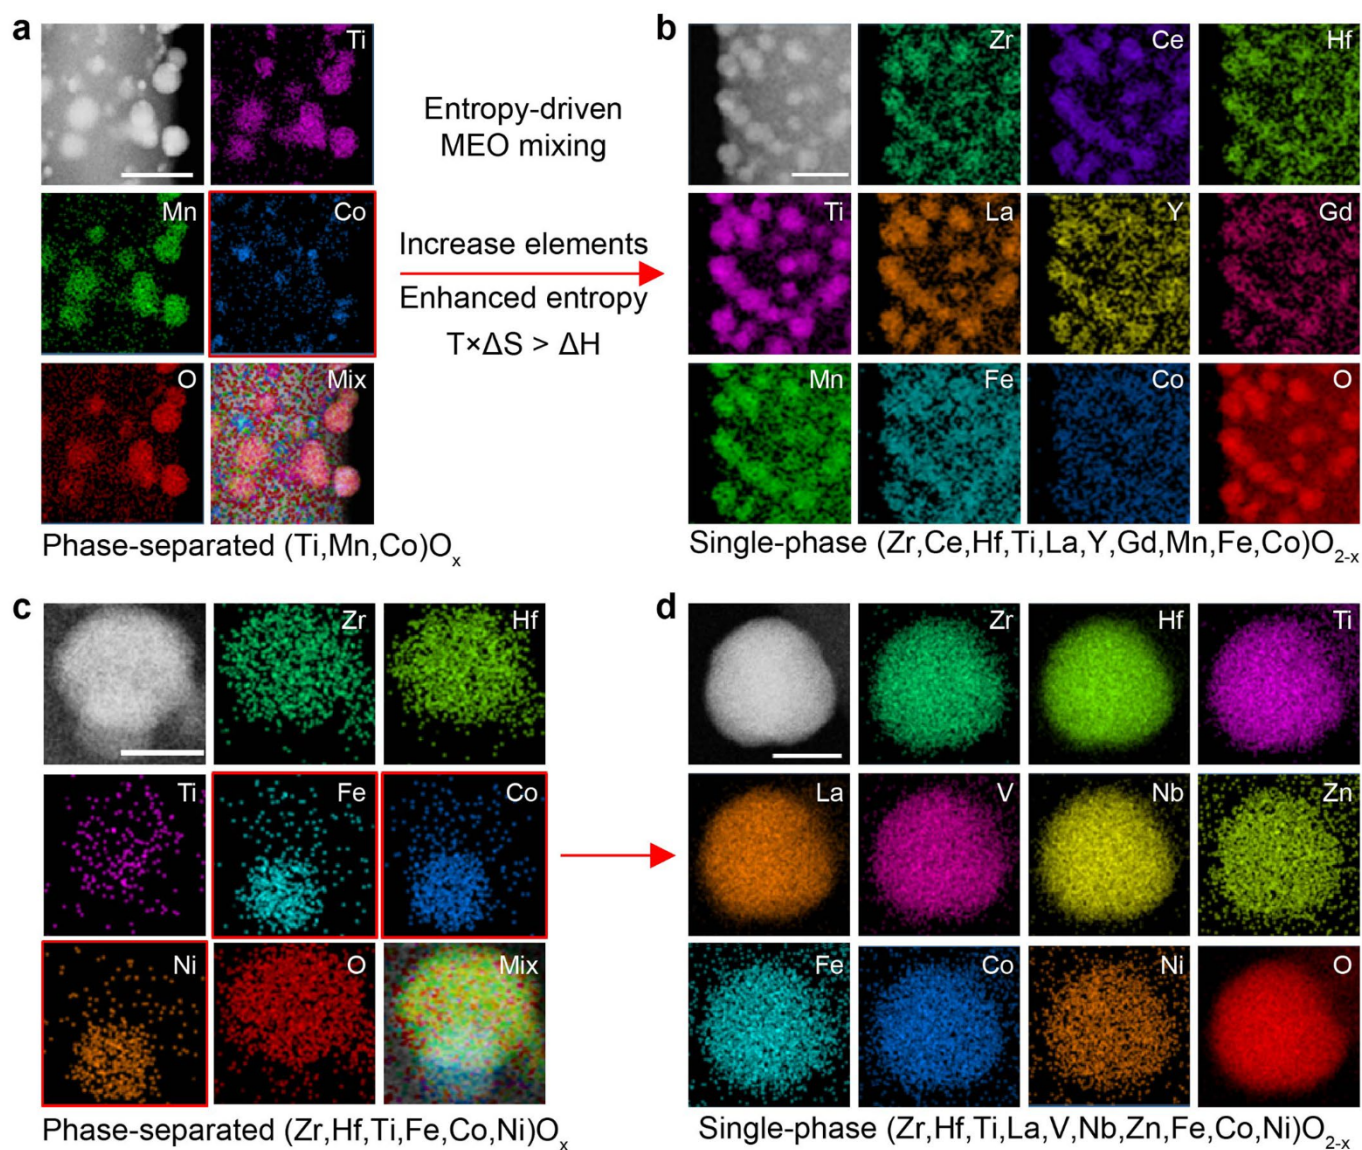 a
Ti
Mn
Co
O
Mix
Phase-separated (Ti,Mn,Co)Oₓ
Entropy-driven
MEO mixing
Increase elements
Enhanced entropy
T×ΔS > ΔH
b
Zr
Ce
Hf
Ti
La
Y
Gd
Mn
Fe
Co
O
Single-phase (Zr,Ce,Hf,Ti,La,Y,Gd,Mn,Fe,Co)O₂₋ₓ
c
Zr
Hf
Ti
Fe
Co
Ni
O
Mix
Phase-separated (Zr,Hf,Ti,Fe,Co,Ni)Oₓ
d
Zr
Hf
Ti
La
V
Nb
Zn
Fe
Co
Ni
O
Single-phase (Zr,Hf,Ti,La,V,Nb,Zn,Fe,Co,Ni)O₂₋ₓ